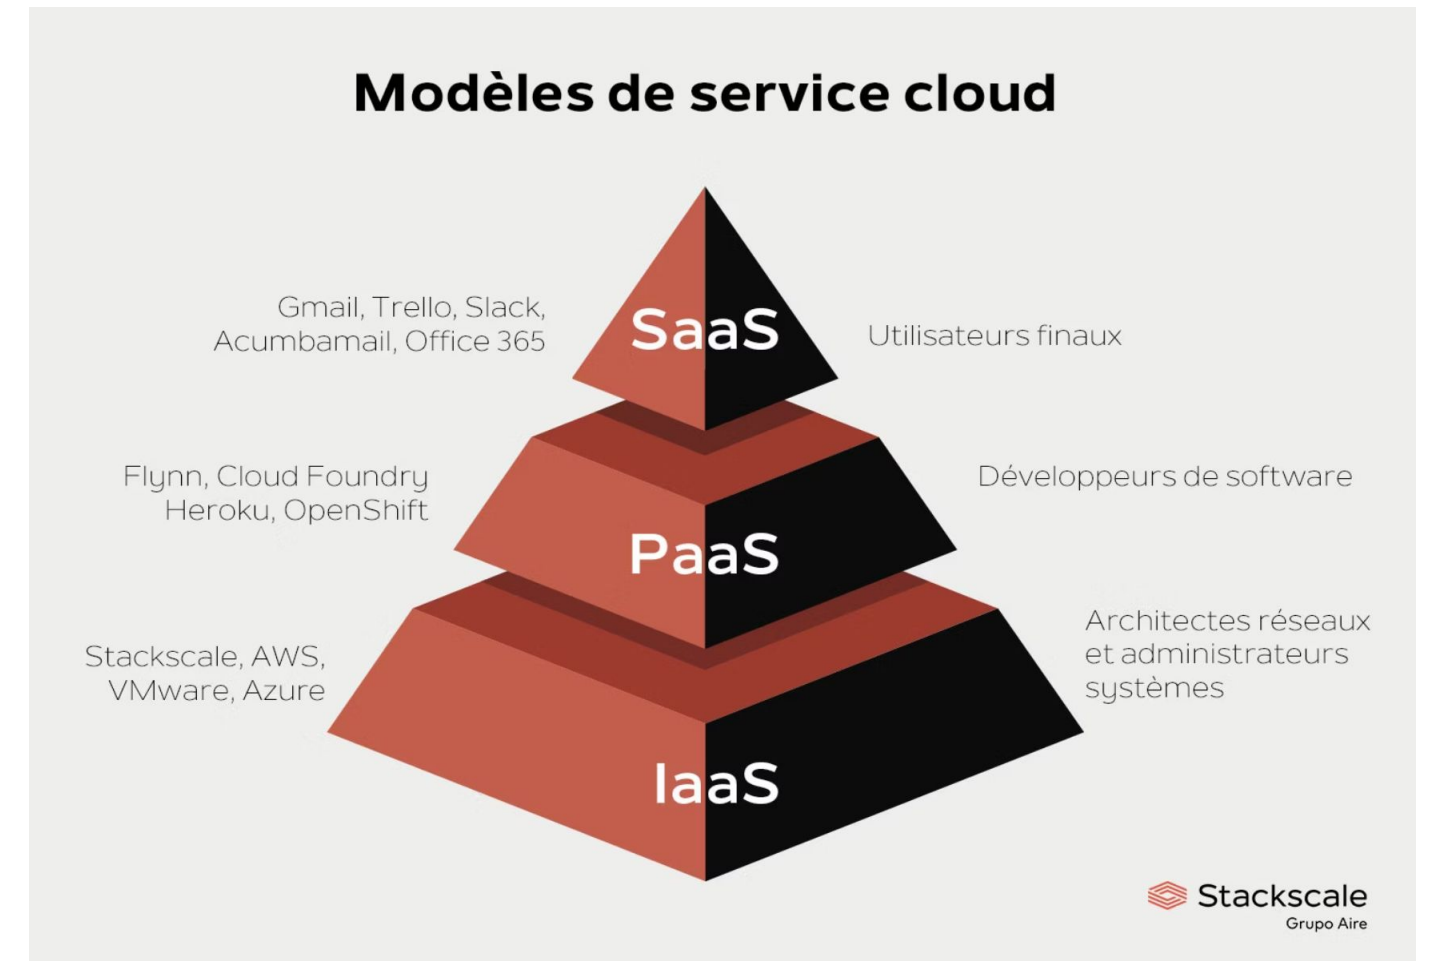 Modèles de service cloud
Gmail, Trello, Slack,
Acumbamail, Office 365
SaaS
Utilisateurs finaux
Flynn, Cloud Foundry
Heroku, OpenShift
PaaS
Développeurs de software
Stackscale, AWS,
VMware, Azure
IaaS
Architectes réseaux
et administrateurs
systèmes
Stackscale
Grupo Aire